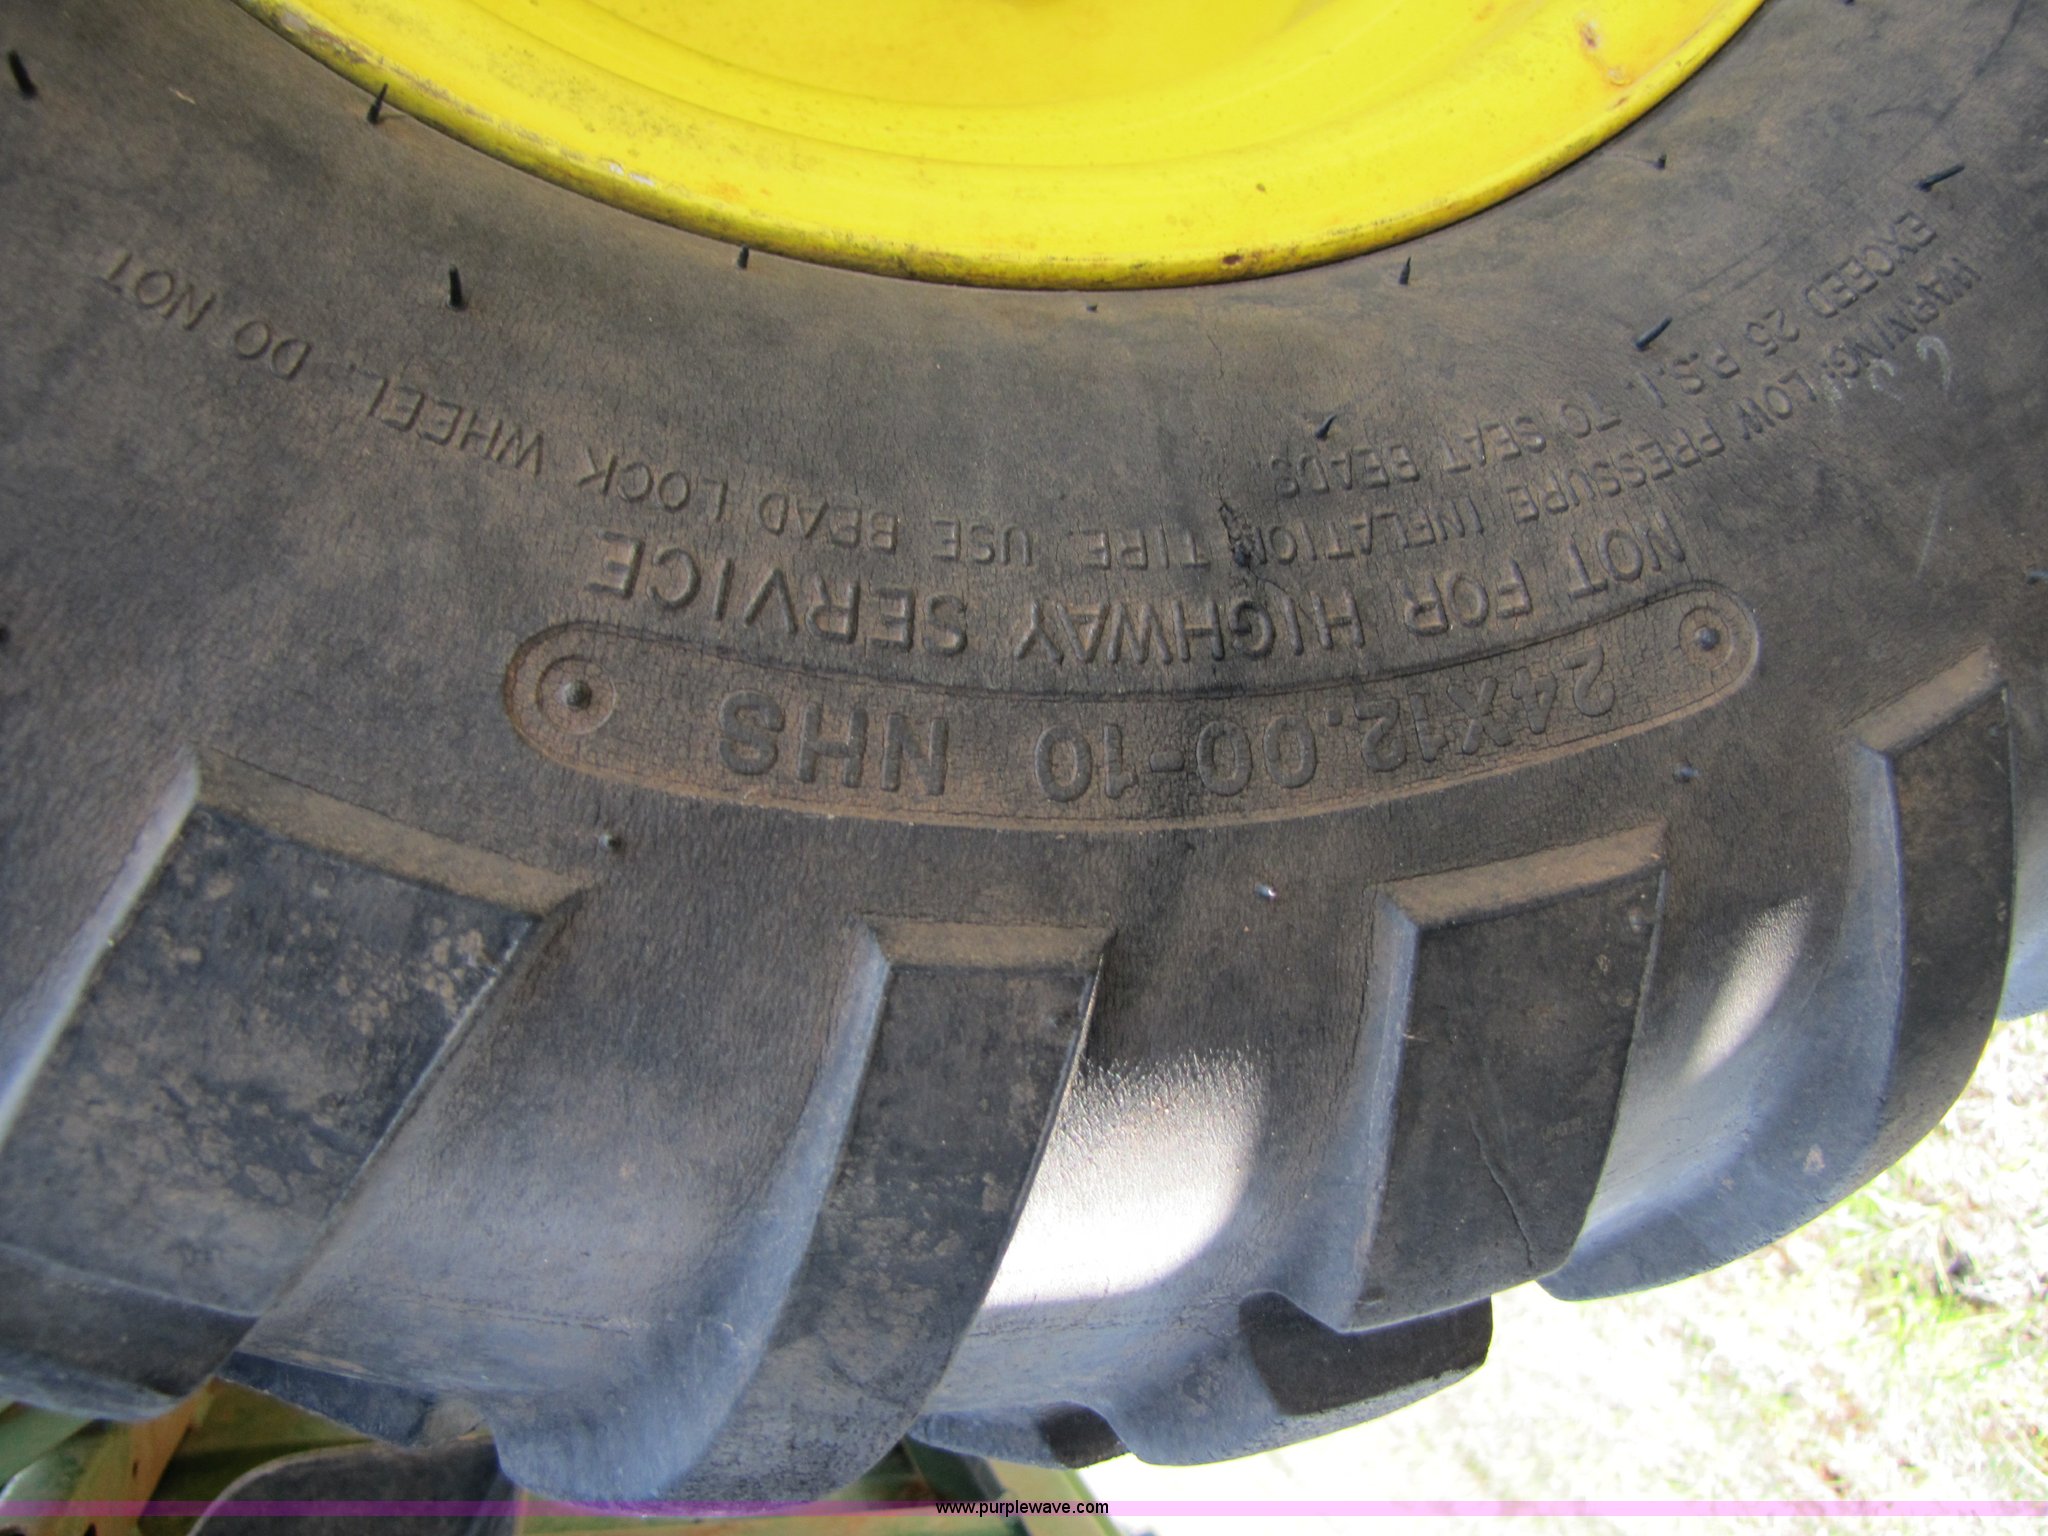 24X12.00-10 NHS
NOT FOR HIGHWAY SERVICE
WARNING: LOW PRESSURE INFLATION TIRE. USE BEAD LOCK WHEEL. DO NOT
EXCEED 25 P.S.I. TO SEAT BEADS.
www.purplewave.com